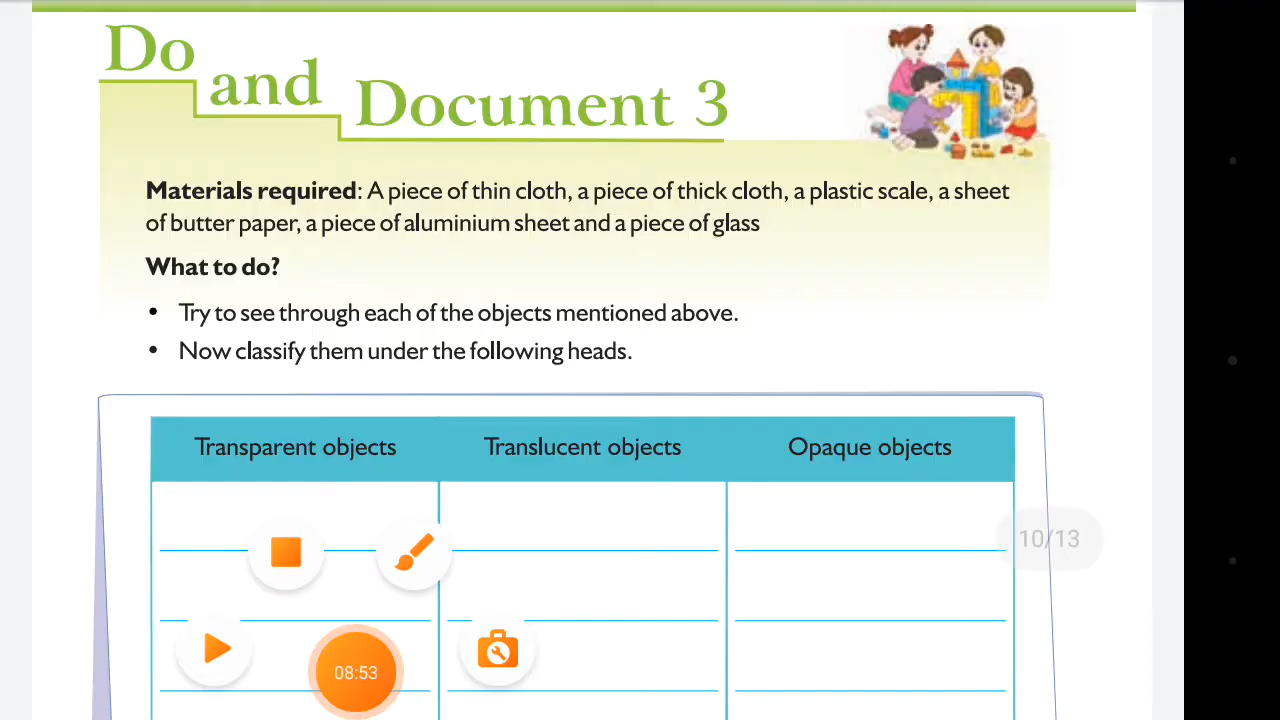 Do and Document 3
Materials required: A piece of thin cloth, a piece of thick cloth, a plastic scale, a sheet
of butter paper, a piece of aluminium sheet and a piece of glass
What to do?
• Try to see through each of the objects mentioned above.
• Now classify them under the following heads.
Transparent objects Translucent objects Opaque objects
10/13
08:53